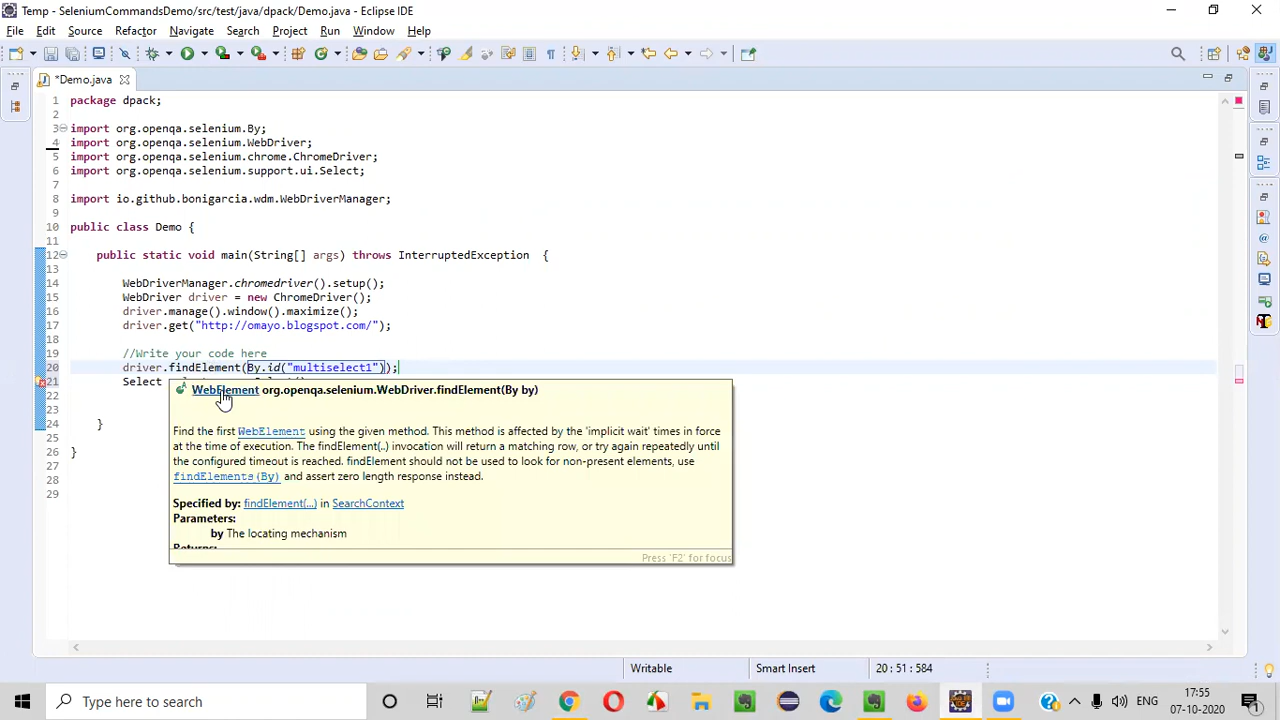 Temp - SeleniumCommandsDemo/src/test/java/dpack/Demo.java - Eclipse IDE
File Edit Source Refactor Navigate Search Project Run Window Help
*Demo.java
1 package dpack;
2
3 import org.openqa.selenium.By;
4 import org.openqa.selenium.WebDriver;
5 import org.openqa.selenium.chrome.ChromeDriver;
6 import org.openqa.selenium.support.ui.Select;
7
8 import io.github.bonigarcia.wdm.WebDriverManager;
9
10 public class Demo {
11
12 public static void main(String[] args) throws InterruptedException {
13
14 WebDriverManager.chromedriver().setup();
15 WebDriver driver = new ChromeDriver();
16 driver.manage().window().maximize();
17 driver.get("http://omayo.blogspot.com/");
18
19 //Write your code here
20 driver.findElement(By.id("multiselect1"));
21 Select
22
WebElement org.openqa.selenium.WebDriver.findElement(By by)
23
24 }
25
Find the first WebElement using the given method. This method is affected by the 'implicit wait' times in force
at the time of execution. The findElement(..) invocation will return a matching row, or try again repeatedly until
26 }
the configured timeout is reached. findElement should not be used to look for non-present elements, use
27
findElements(By) and assert zero length response instead.
28
29
Specified by: findElement(...) in SearchContext
Parameters:
by The locating mechanism
Returns:
Press 'F2' for focus
Writable Smart Insert 20 : 51 : 584
Type here to search
ENG
17:55
07-10-2020